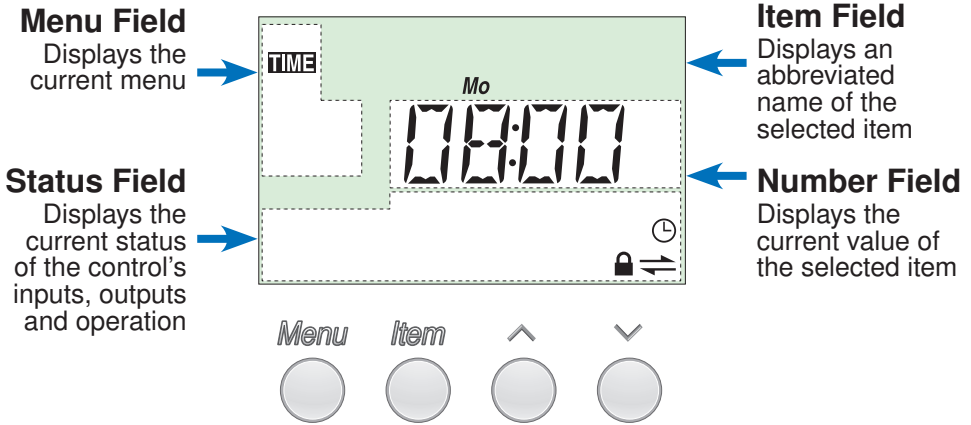 Menu Field
Displays the
current menu
Item Field
Displays an
abbreviated
name of the
selected item
TIME
Mo
08:00
Status Field
Displays the
current status
of the control's
inputs, outputs
and operation
Number Field
Displays the
current value of
the selected item
Menu Item